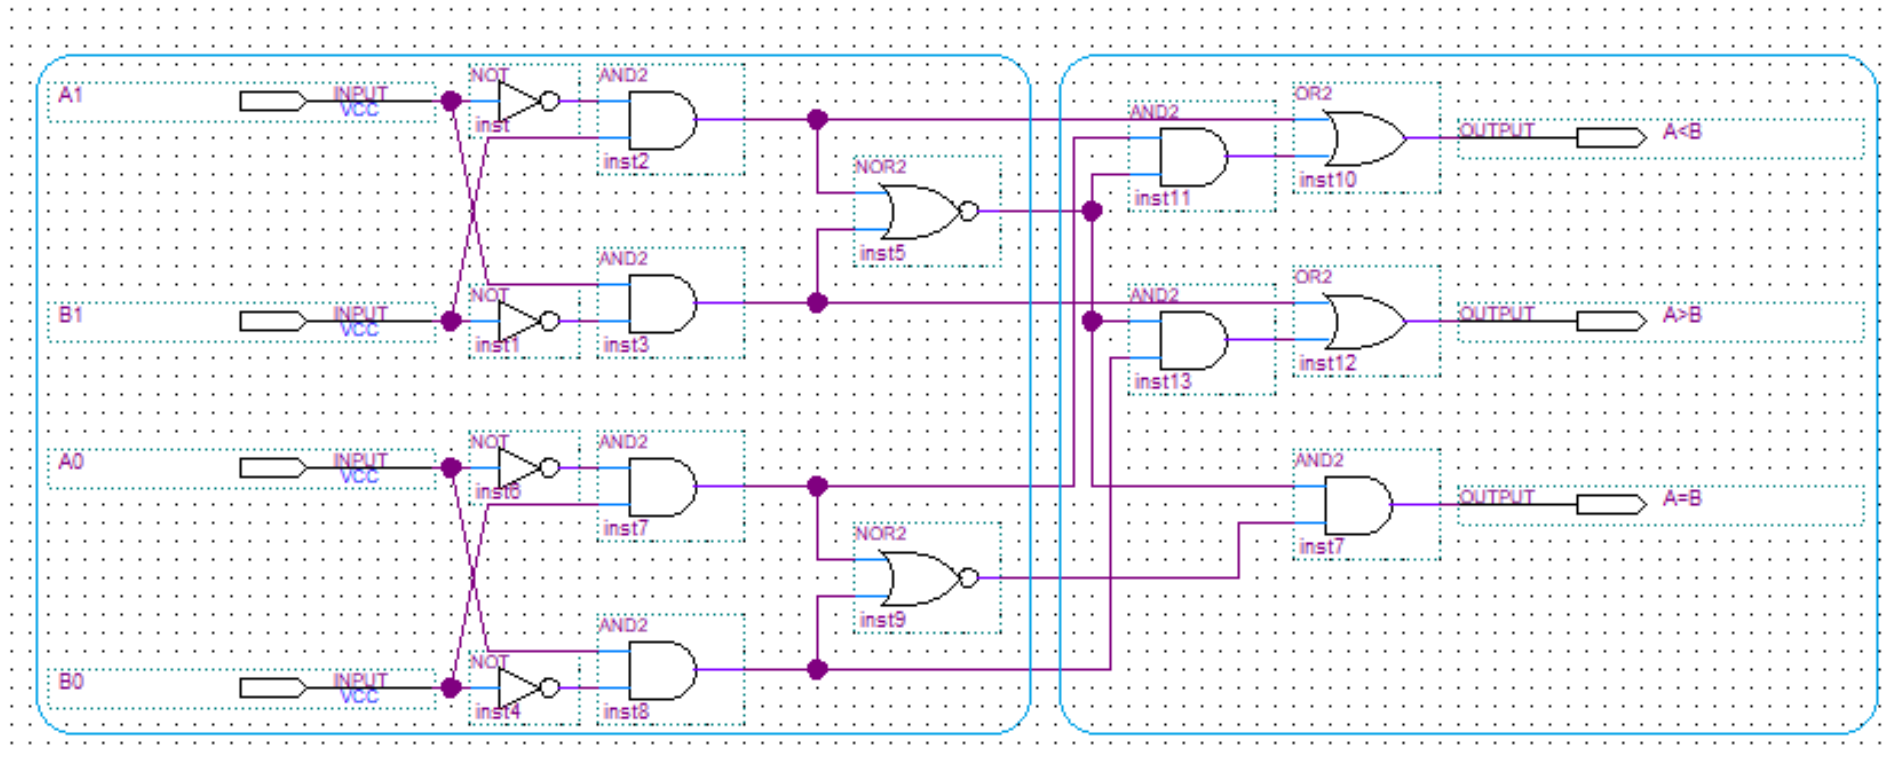 A1
INPUT
VCC
NOT
inst
AND2
inst2
NOR2
inst5
AND2
inst11
OR2
inst10
OUTPUT
A<B
B1
INPUT
VCC
NOT
inst1
AND2
inst3
AND2
inst13
OR2
inst12
OUTPUT
A>B
A0
INPUT
VCC
NOT
inst6
AND2
inst7
NOR2
inst9
AND2
inst7
OUTPUT
A=B
B0
INPUT
VCC
NOT
inst4
AND2
inst8